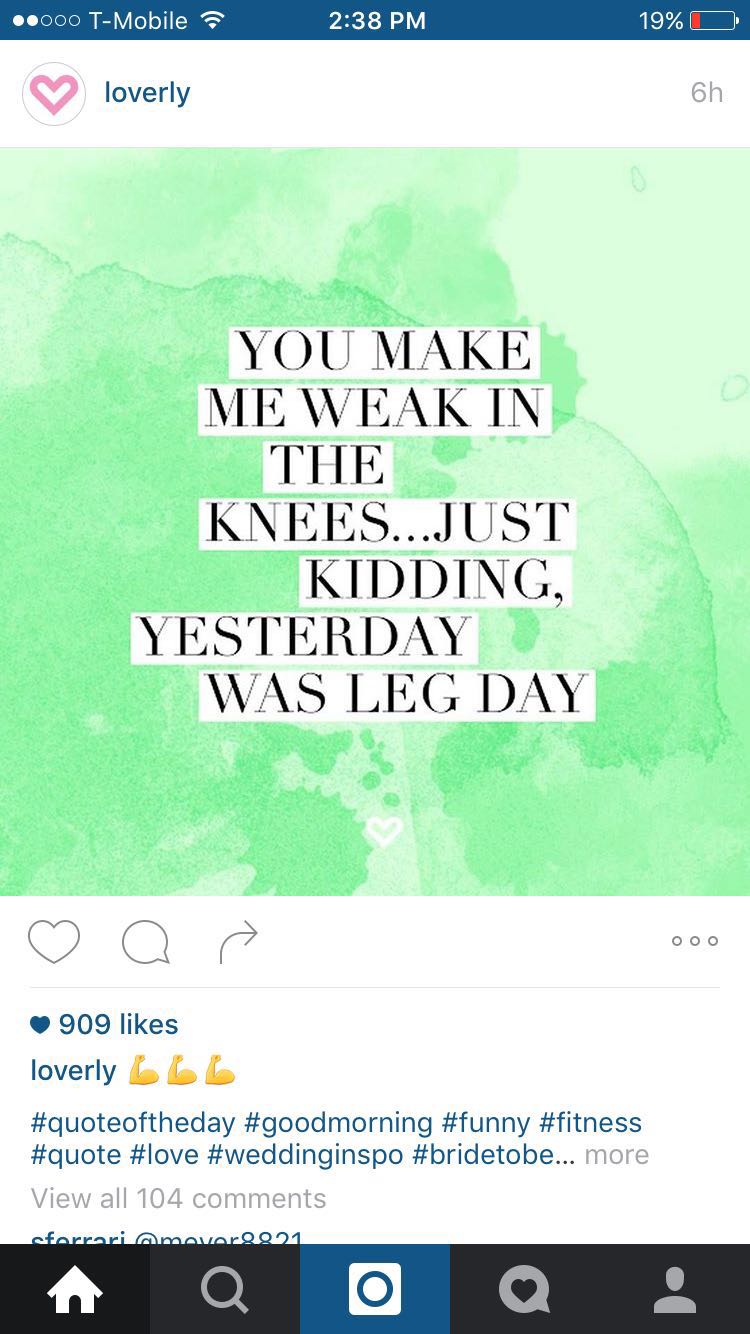 T-Mobile 2:38 PM 19%
loverly 6h
YOU MAKE
ME WEAK IN
THE
KNEES...JUST
KIDDING,
YESTERDAY
WAS LEG DAY
909 likes
loverly 💪💪💪
#quoteoftheday #goodmorning #funny #fitness
#quote #love #weddinginspo #bridetobe... more
View all 104 comments
sferrari @meyer8821